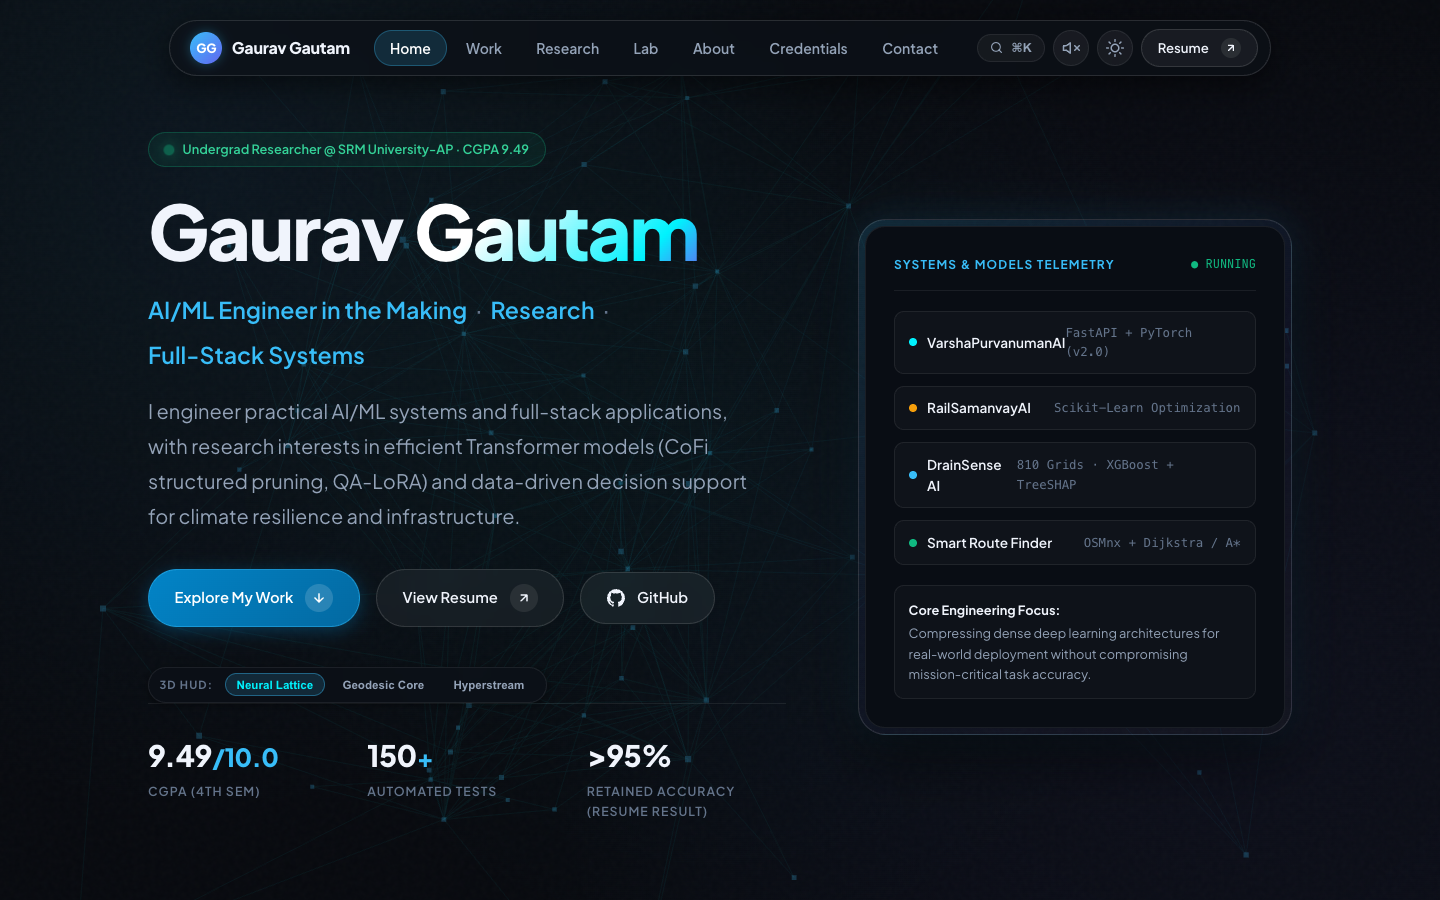 GG Gaurav Gautam Home Work Research Lab About Credentials Contact ⌘K Resume
Undergrad Researcher @ SRM University-AP · CGPA 9.49
Gaurav Gautam
AI/ML Engineer in the Making · Research ·
Full-Stack Systems
I engineer practical AI/ML systems and full-stack applications,
with research interests in efficient Transformer models (CoFi
structured pruning, QA-LoRA) and data-driven decision support
for climate resilience and infrastructure.
Explore My Work
View Resume
GitHub
3D HUD: Neural Lattice Geodesic Core Hyperstream
9.49/10.0
CGPA (4TH SEM)
150+
AUTOMATED TESTS
>95%
RETAINED ACCURACY
(RESUME RESULT)
SYSTEMS & MODELS TELEMETRY
RUNNING
VarshaPurvanumanAI
FastAPI + PyTorch
(v2.0)
RailSamanvayAI
Scikit-Learn Optimization
DrainSense
AI
810 Grids · XGBoost +
TreeSHAP
Smart Route Finder
OSMnx + Dijkstra / A*
Core Engineering Focus:
Compressing dense deep learning architectures for
real-world deployment without compromising
mission-critical task accuracy.